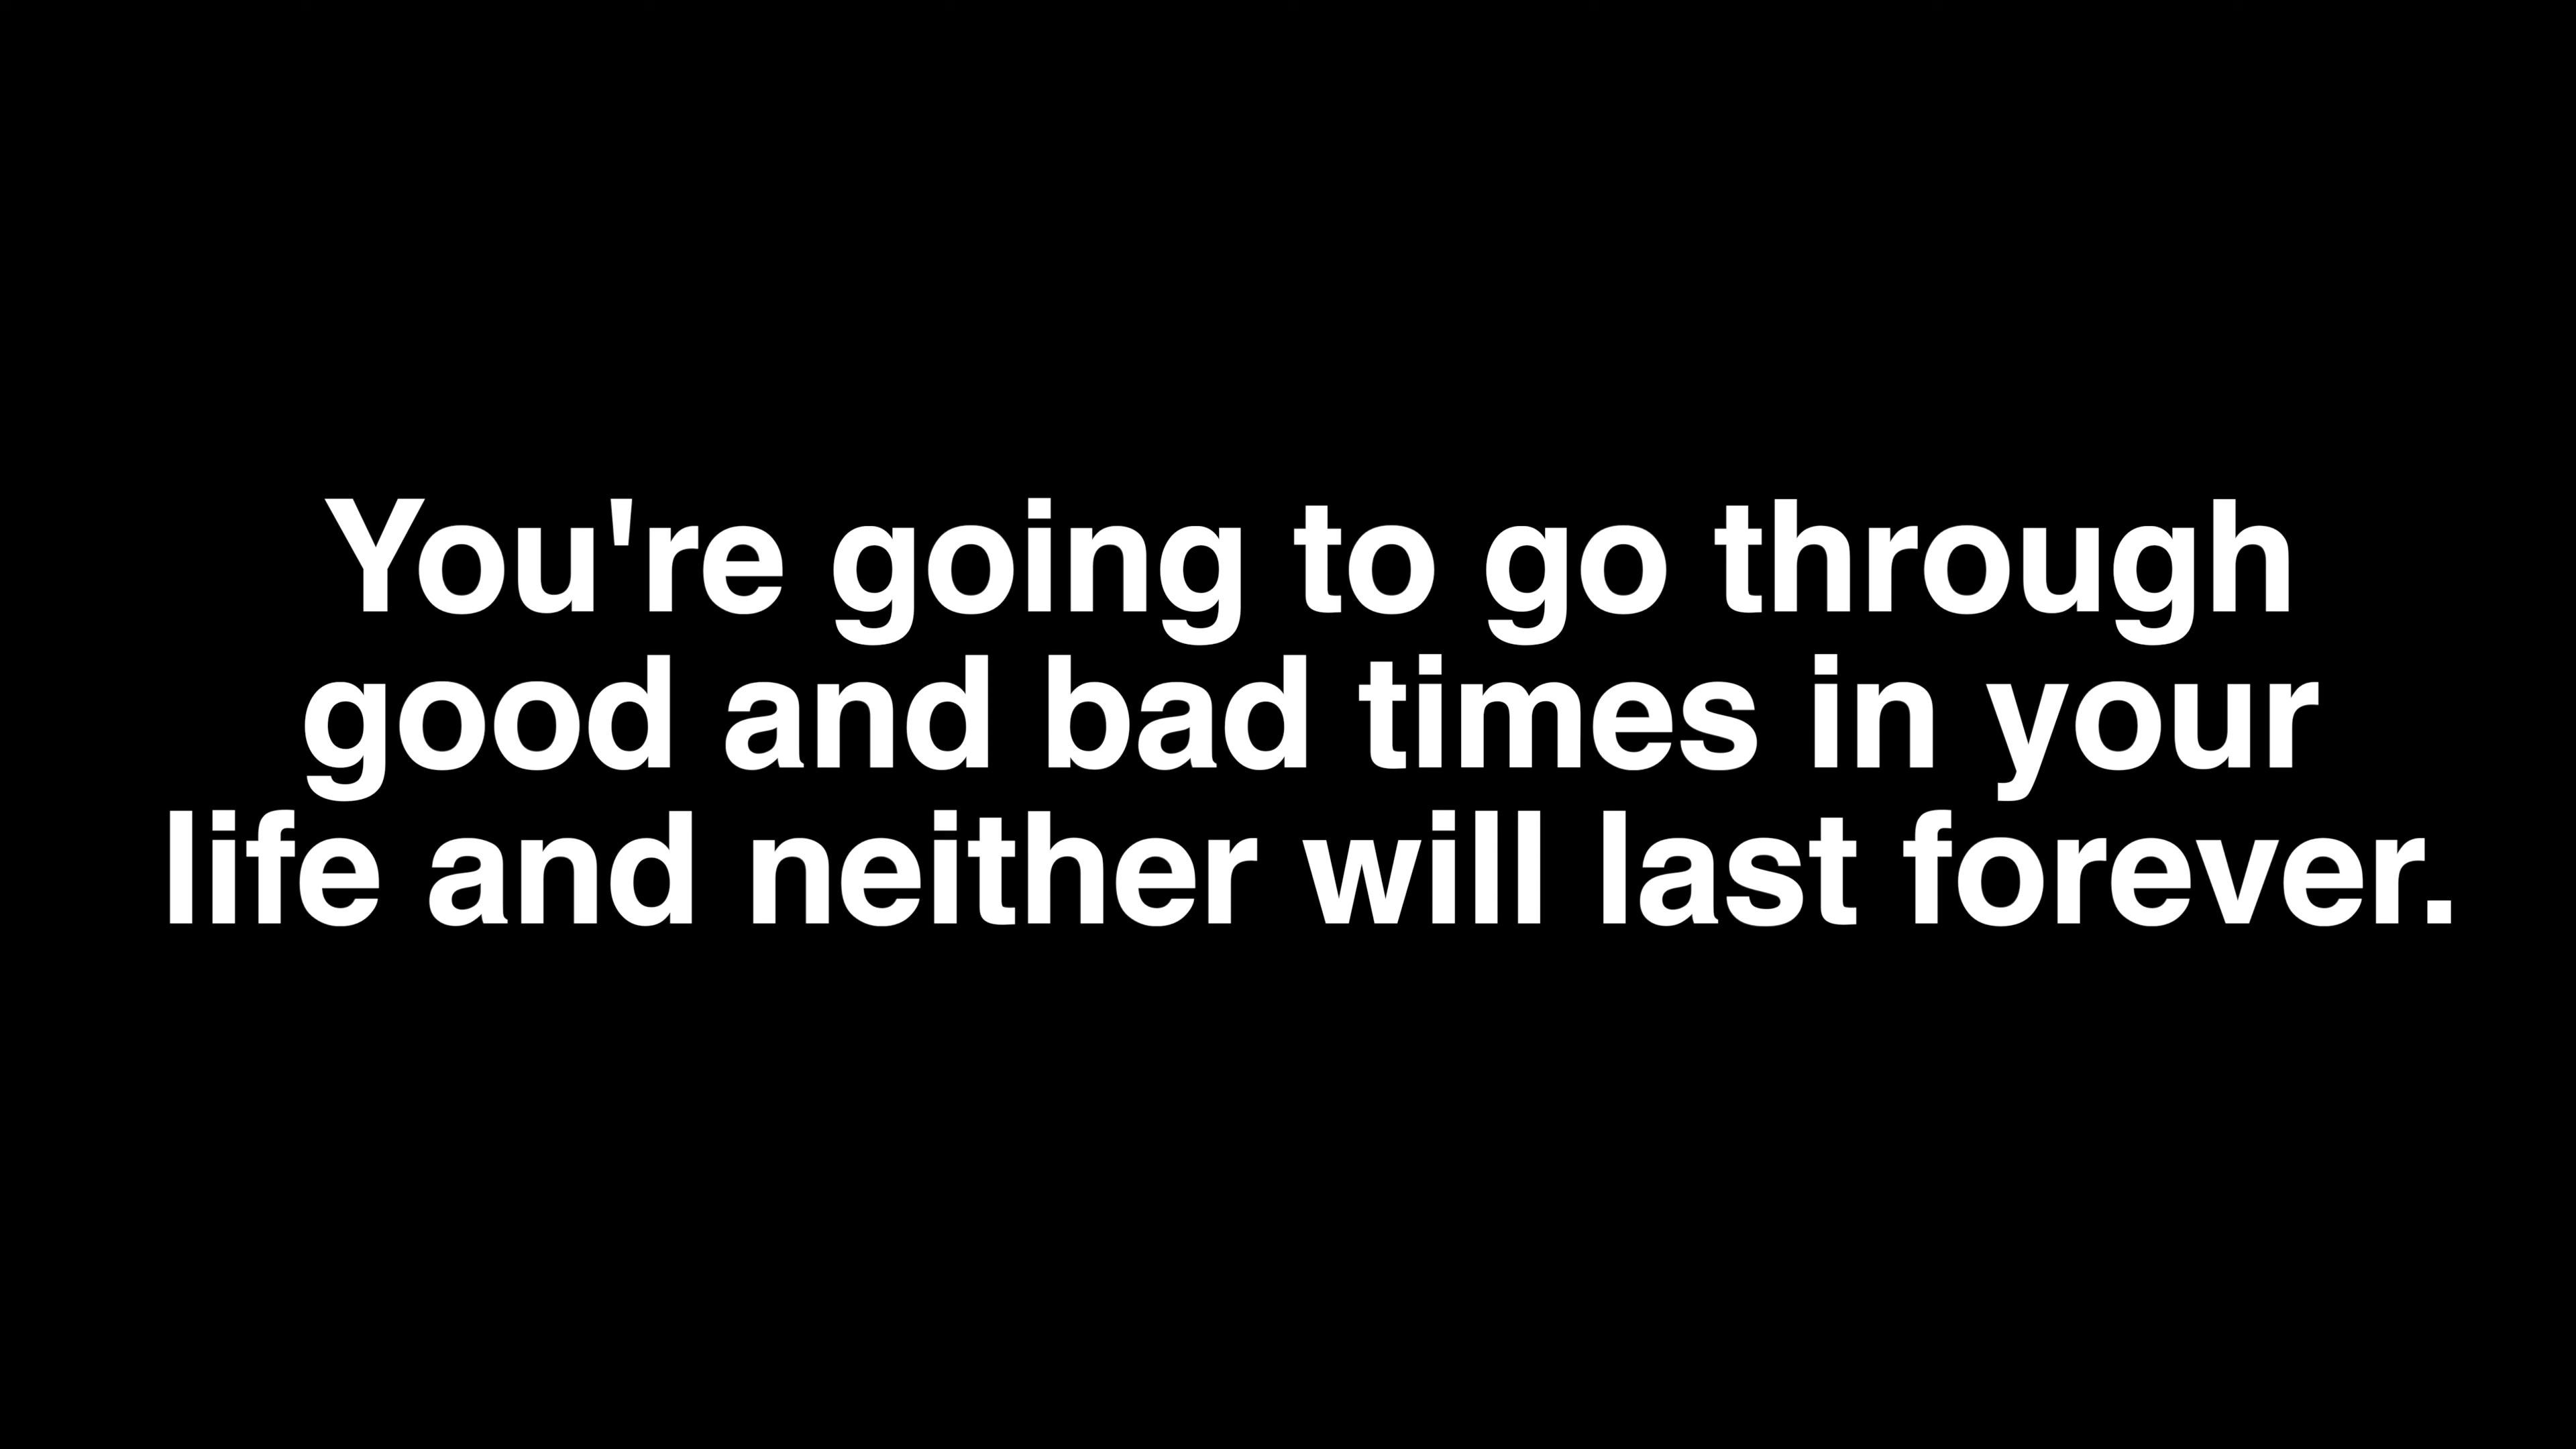 You're going to go through
good and bad times in your
life and neither will last forever.